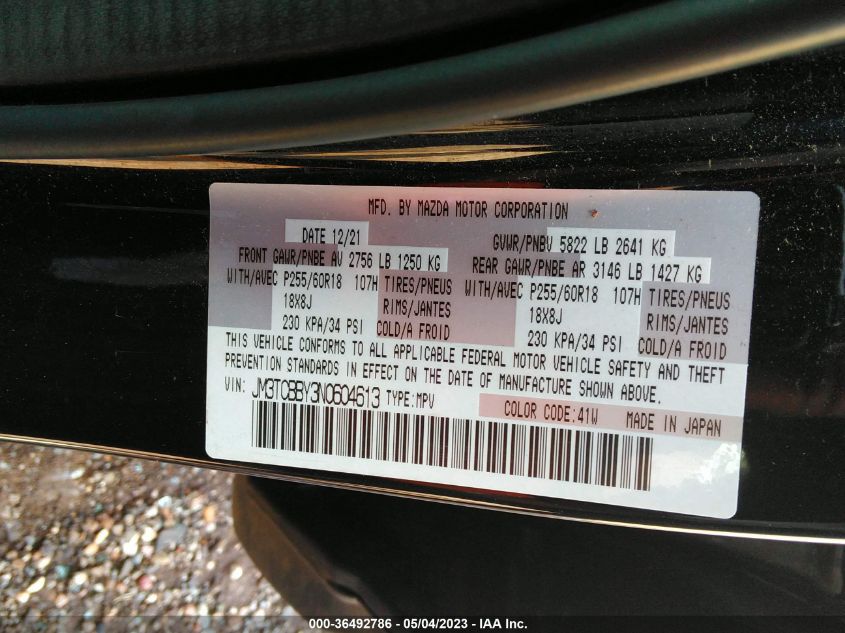 MFD. BY MAZDA MOTOR CORPORATION
DATE 12/21 GVWR/PNBV 5822 LB 2641 KG
FRONT GAWR/PNBE AV 2756 LB 1250 KG REAR GAWR/PNBE AR 3146 LB 1427 KG
WITH/AVEC P255/60R18 107H TIRES/PNEUS WITH/AVEC P255/60R18 107H TIRES/PNEUS
18X8J RIMS/JANTES 18X8J RIMS/JANTES
230 KPA/34 PSI COLD/A FROID 230 KPA/34 PSI COLD/A FROID
THIS VEHICLE CONFORMS TO ALL APPLICABLE FEDERAL MOTOR VEHICLE SAFETY AND THEFT
PREVENTION STANDARDS IN EFFECT ON THE DATE OF MANUFACTURE SHOWN ABOVE.
VIN: JM3TCBBY3N0604613 TYPE:MPV
COLOR CODE:41W MADE IN JAPAN
000-36492786 - 05/04/2023 - IAA Inc.